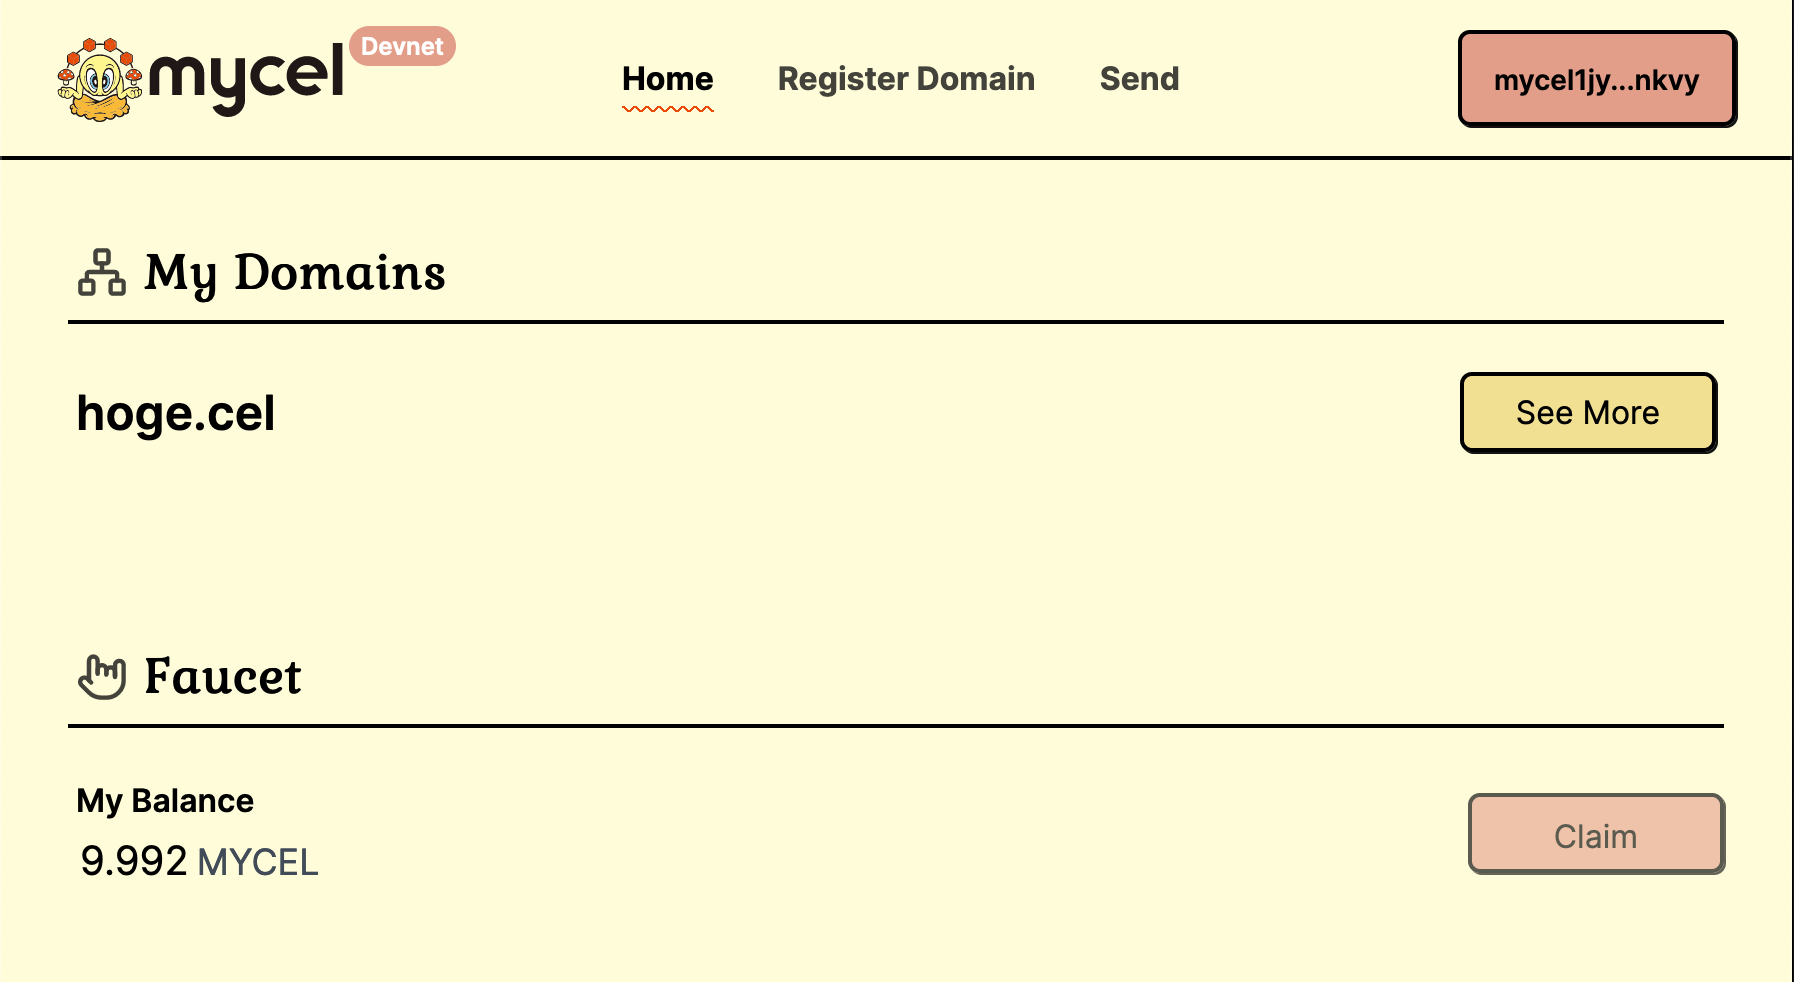 mycel Devnet
Home Register Domain Send
mycel1jy...nkvy
My Domains
hoge.cel
See More
Faucet
My Balance
9.992 MYCEL
Claim